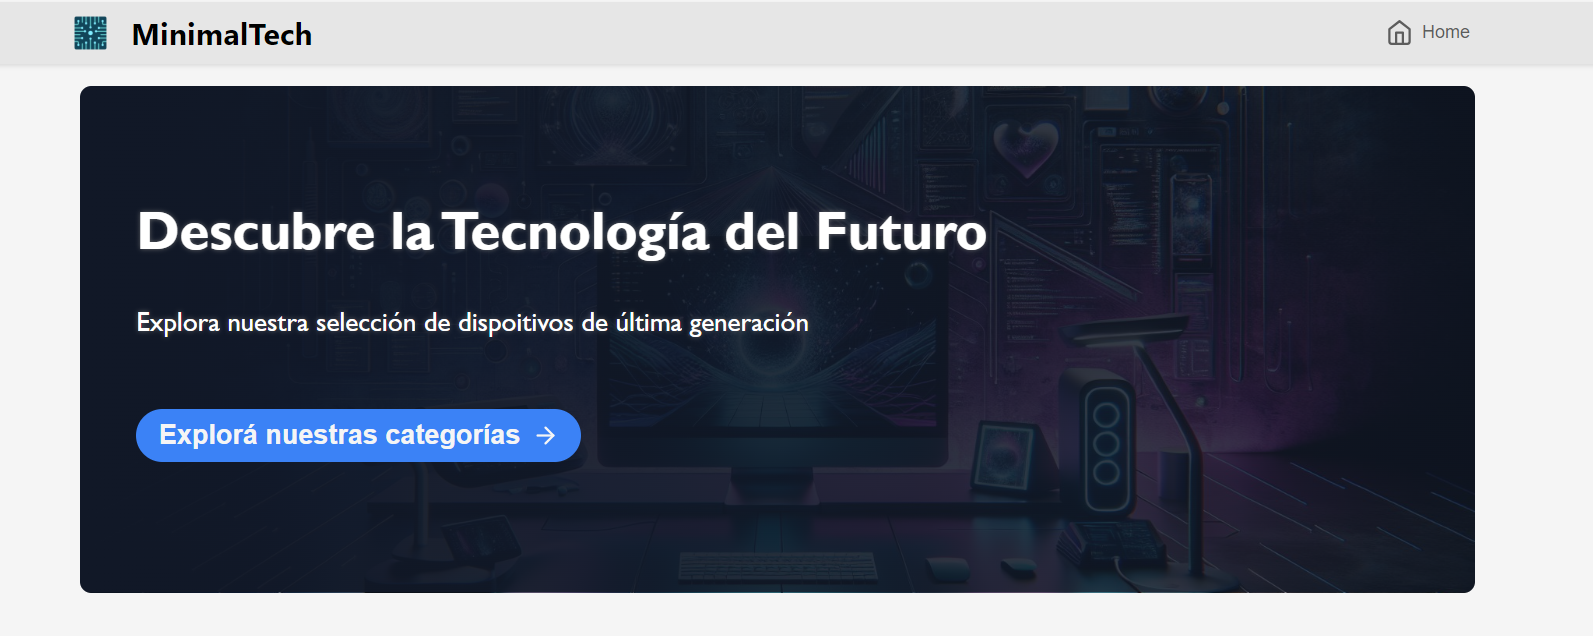 MinimalTech
Home
Descubre la Tecnología del Futuro
Explora nuestra selección de dispoitivos de última generación
Explorá nuestras categorías